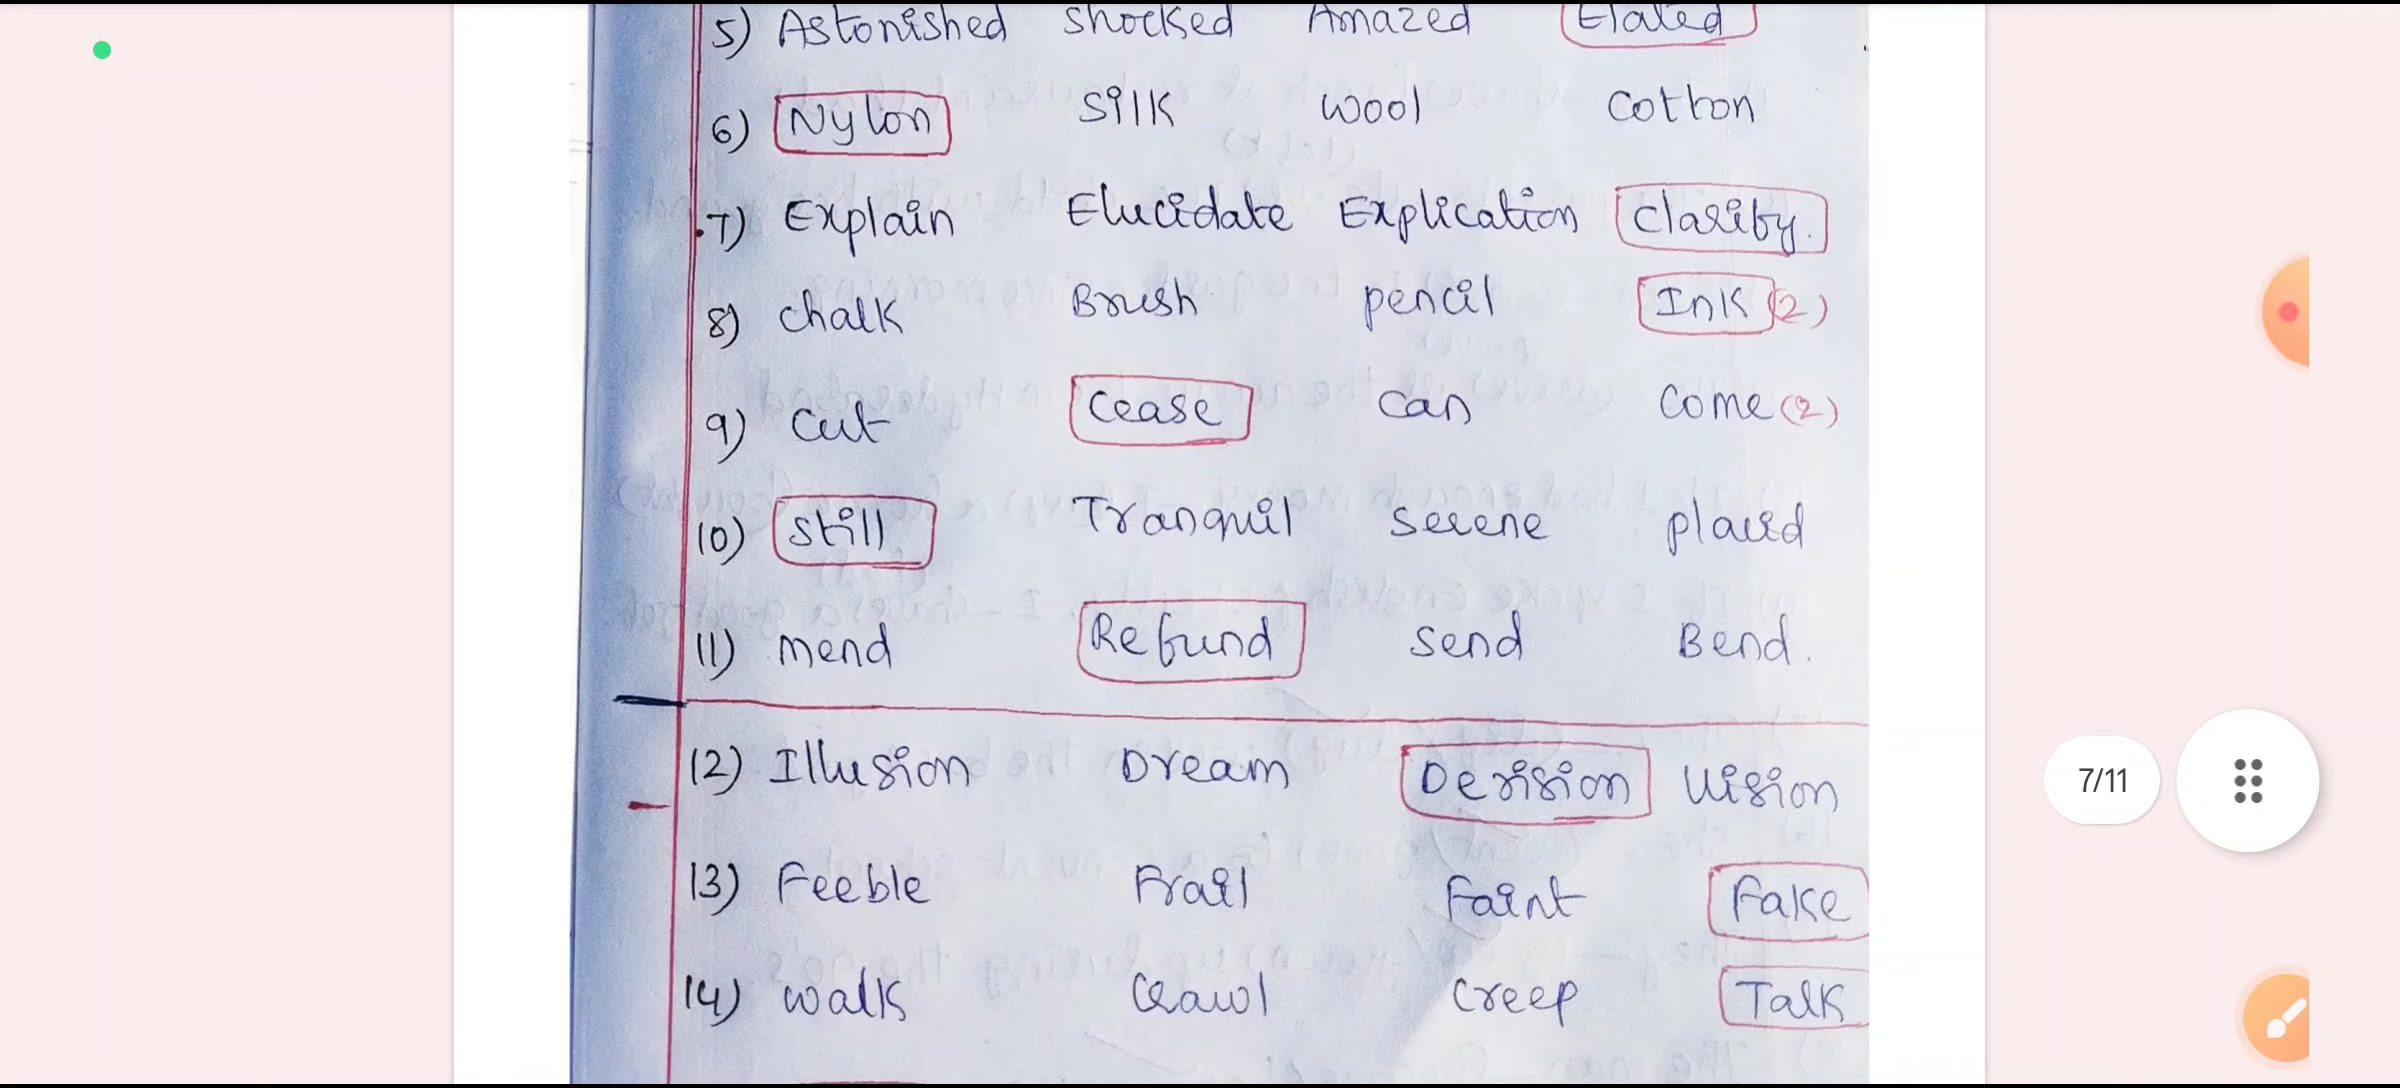 5) Astonished Shocked Amazed Elated
6) Nylon Silk Wool Cotton
7) Explain Elucidate Explication Clarify.
8) Chalk Brush Pencil Ink (2)
9) Cut Cease Can Come (2)
10) Still Tranquil Serene Placid
11) Mend Refund Send Bend.
12) Illusion Dream Derision Vision
7/11
13) Feeble Frail Faint Fake
14) Walk Crawl Creep Talk